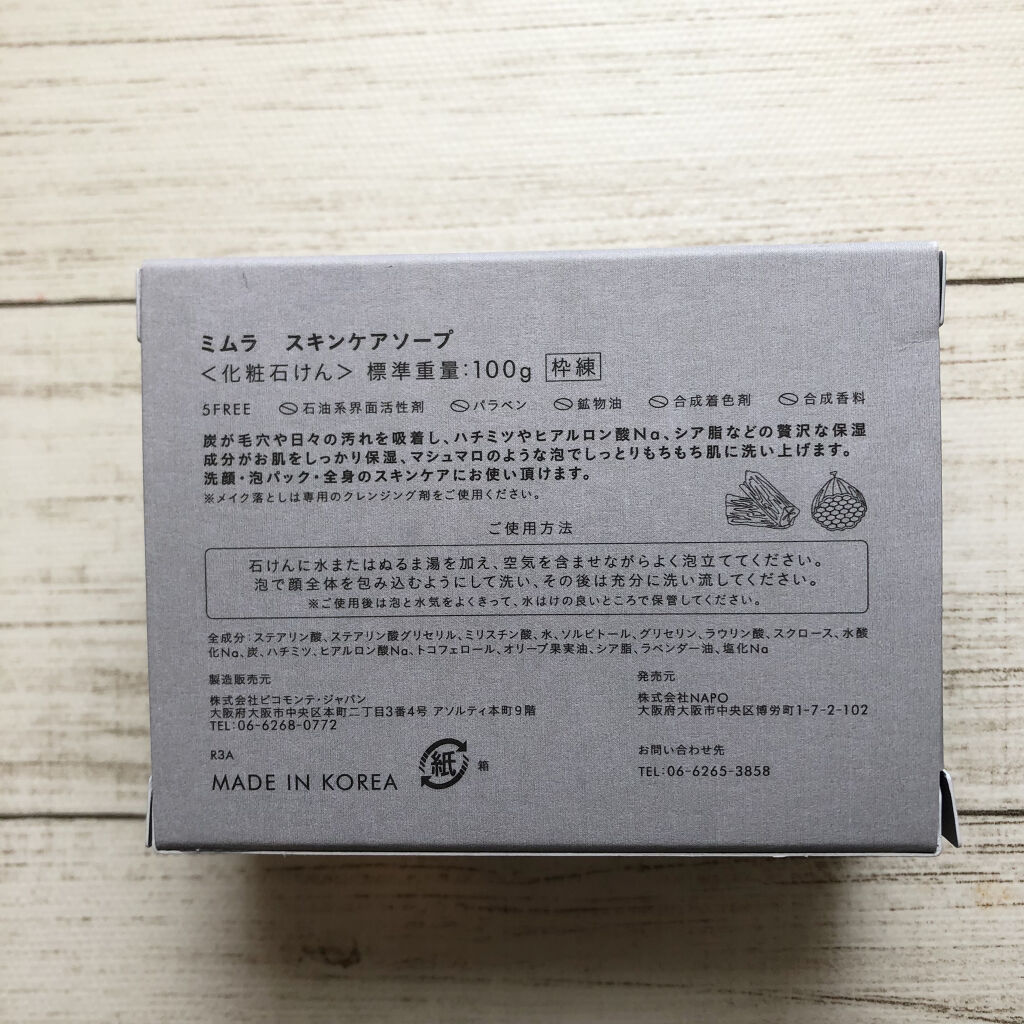 ミムラ　スキンケアソープ
＜化粧石けん＞ 標準重量:100g 枠練
5FREE 石油系界面活性剤 パラベン 鉱物油 合成着色剤 合成香料
炭が毛穴や日々の汚れを吸着し、ハチミツやヒアルロン酸Na、シア脂などの贅沢な保湿
成分がお肌をしっかり保湿、マシュマロのような泡でしっとりもちもち肌に洗い上げます。
洗顔・泡パック・全身のスキンケアにお使い頂けます。
※メイク落としは専用のクレンジング剤をご使用ください。
ご使用方法
石けんに水またはぬるま湯を加え、空気を含ませながらよく泡立ててください。
泡で顔全体を包み込むようにして洗い、その後は充分に洗い流してください。
※ご使用後は泡と水気をよくきって、水はけの良いところで保管してください。
全成分:ステアリン酸、ステアリン酸グリセリル、ミリスチン酸、水、ソルビトール、グリセリン、ラウリン酸、スクロース、水酸
化Na、炭、ハチミツ、ヒアルロン酸Na、トコフェロール、オリーブ果実油、シア脂、ラベンダー油、塩化Na
製造販売元
株式会社ピコモンテ・ジャパン
大阪府大阪市中央区本町二丁目3番4号 アソルティ本町9階
TEL:06-6268-0772
発売元
株式会社NAPO
大阪府大阪市中央区博労町1-7-2-102
お問い合わせ先
TEL:06-6265-3858
R3A
MADE IN KOREA
紙 箱